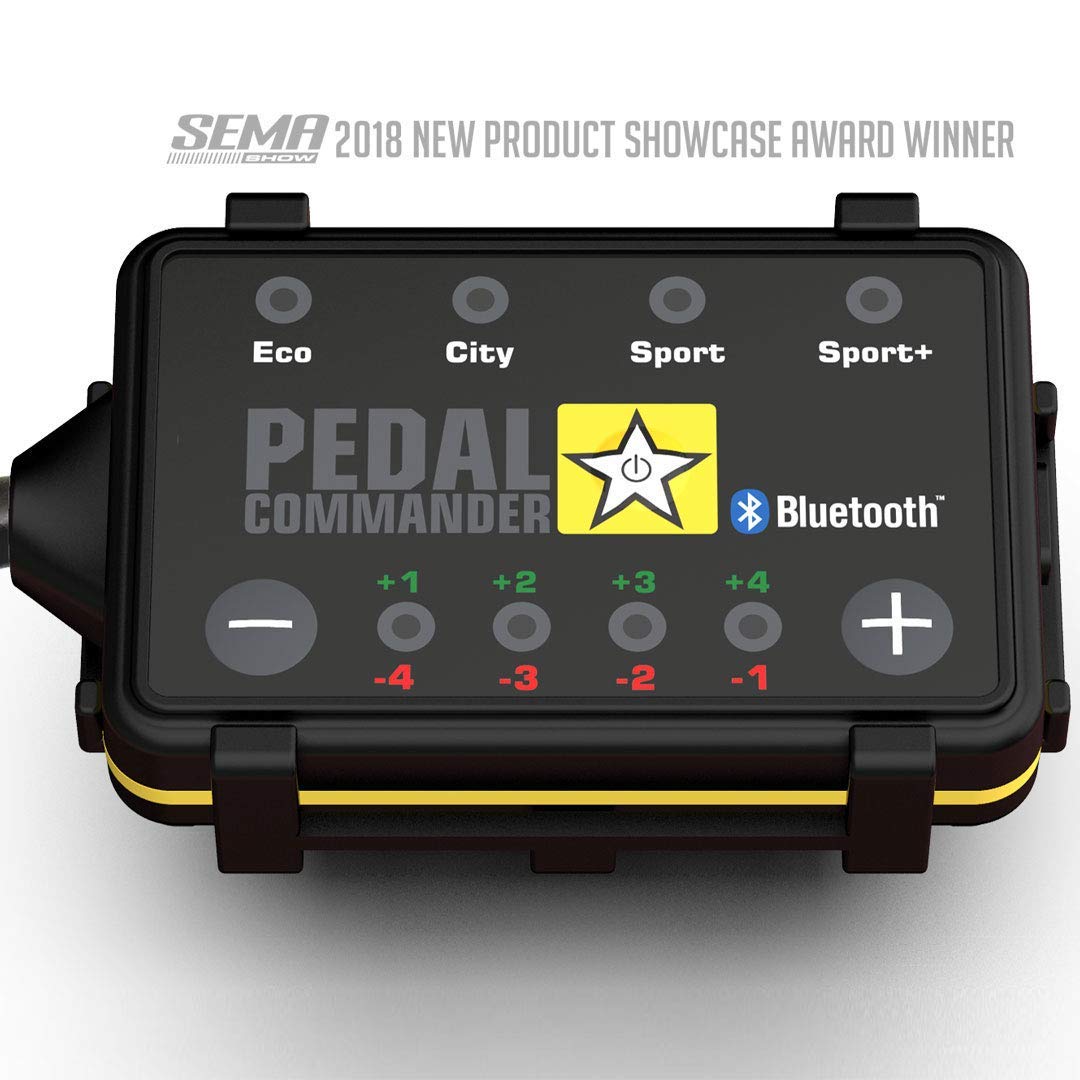 SEMA SHOW 2018 NEW PRODUCT SHOWCASE AWARD WINNER
Eco City Sport Sport+
PEDAL
COMMANDER
Bluetooth™
+1 +2 +3 +4
-4 -3 -2 -1